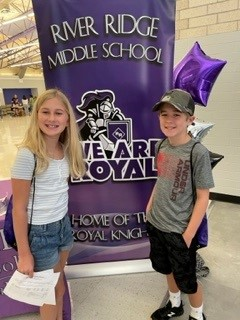 RIVER RIDGE
MIDDLE SCHOOL
WE ARE
ROYAL
HOME OF THE
ROYAL KNIGHTS